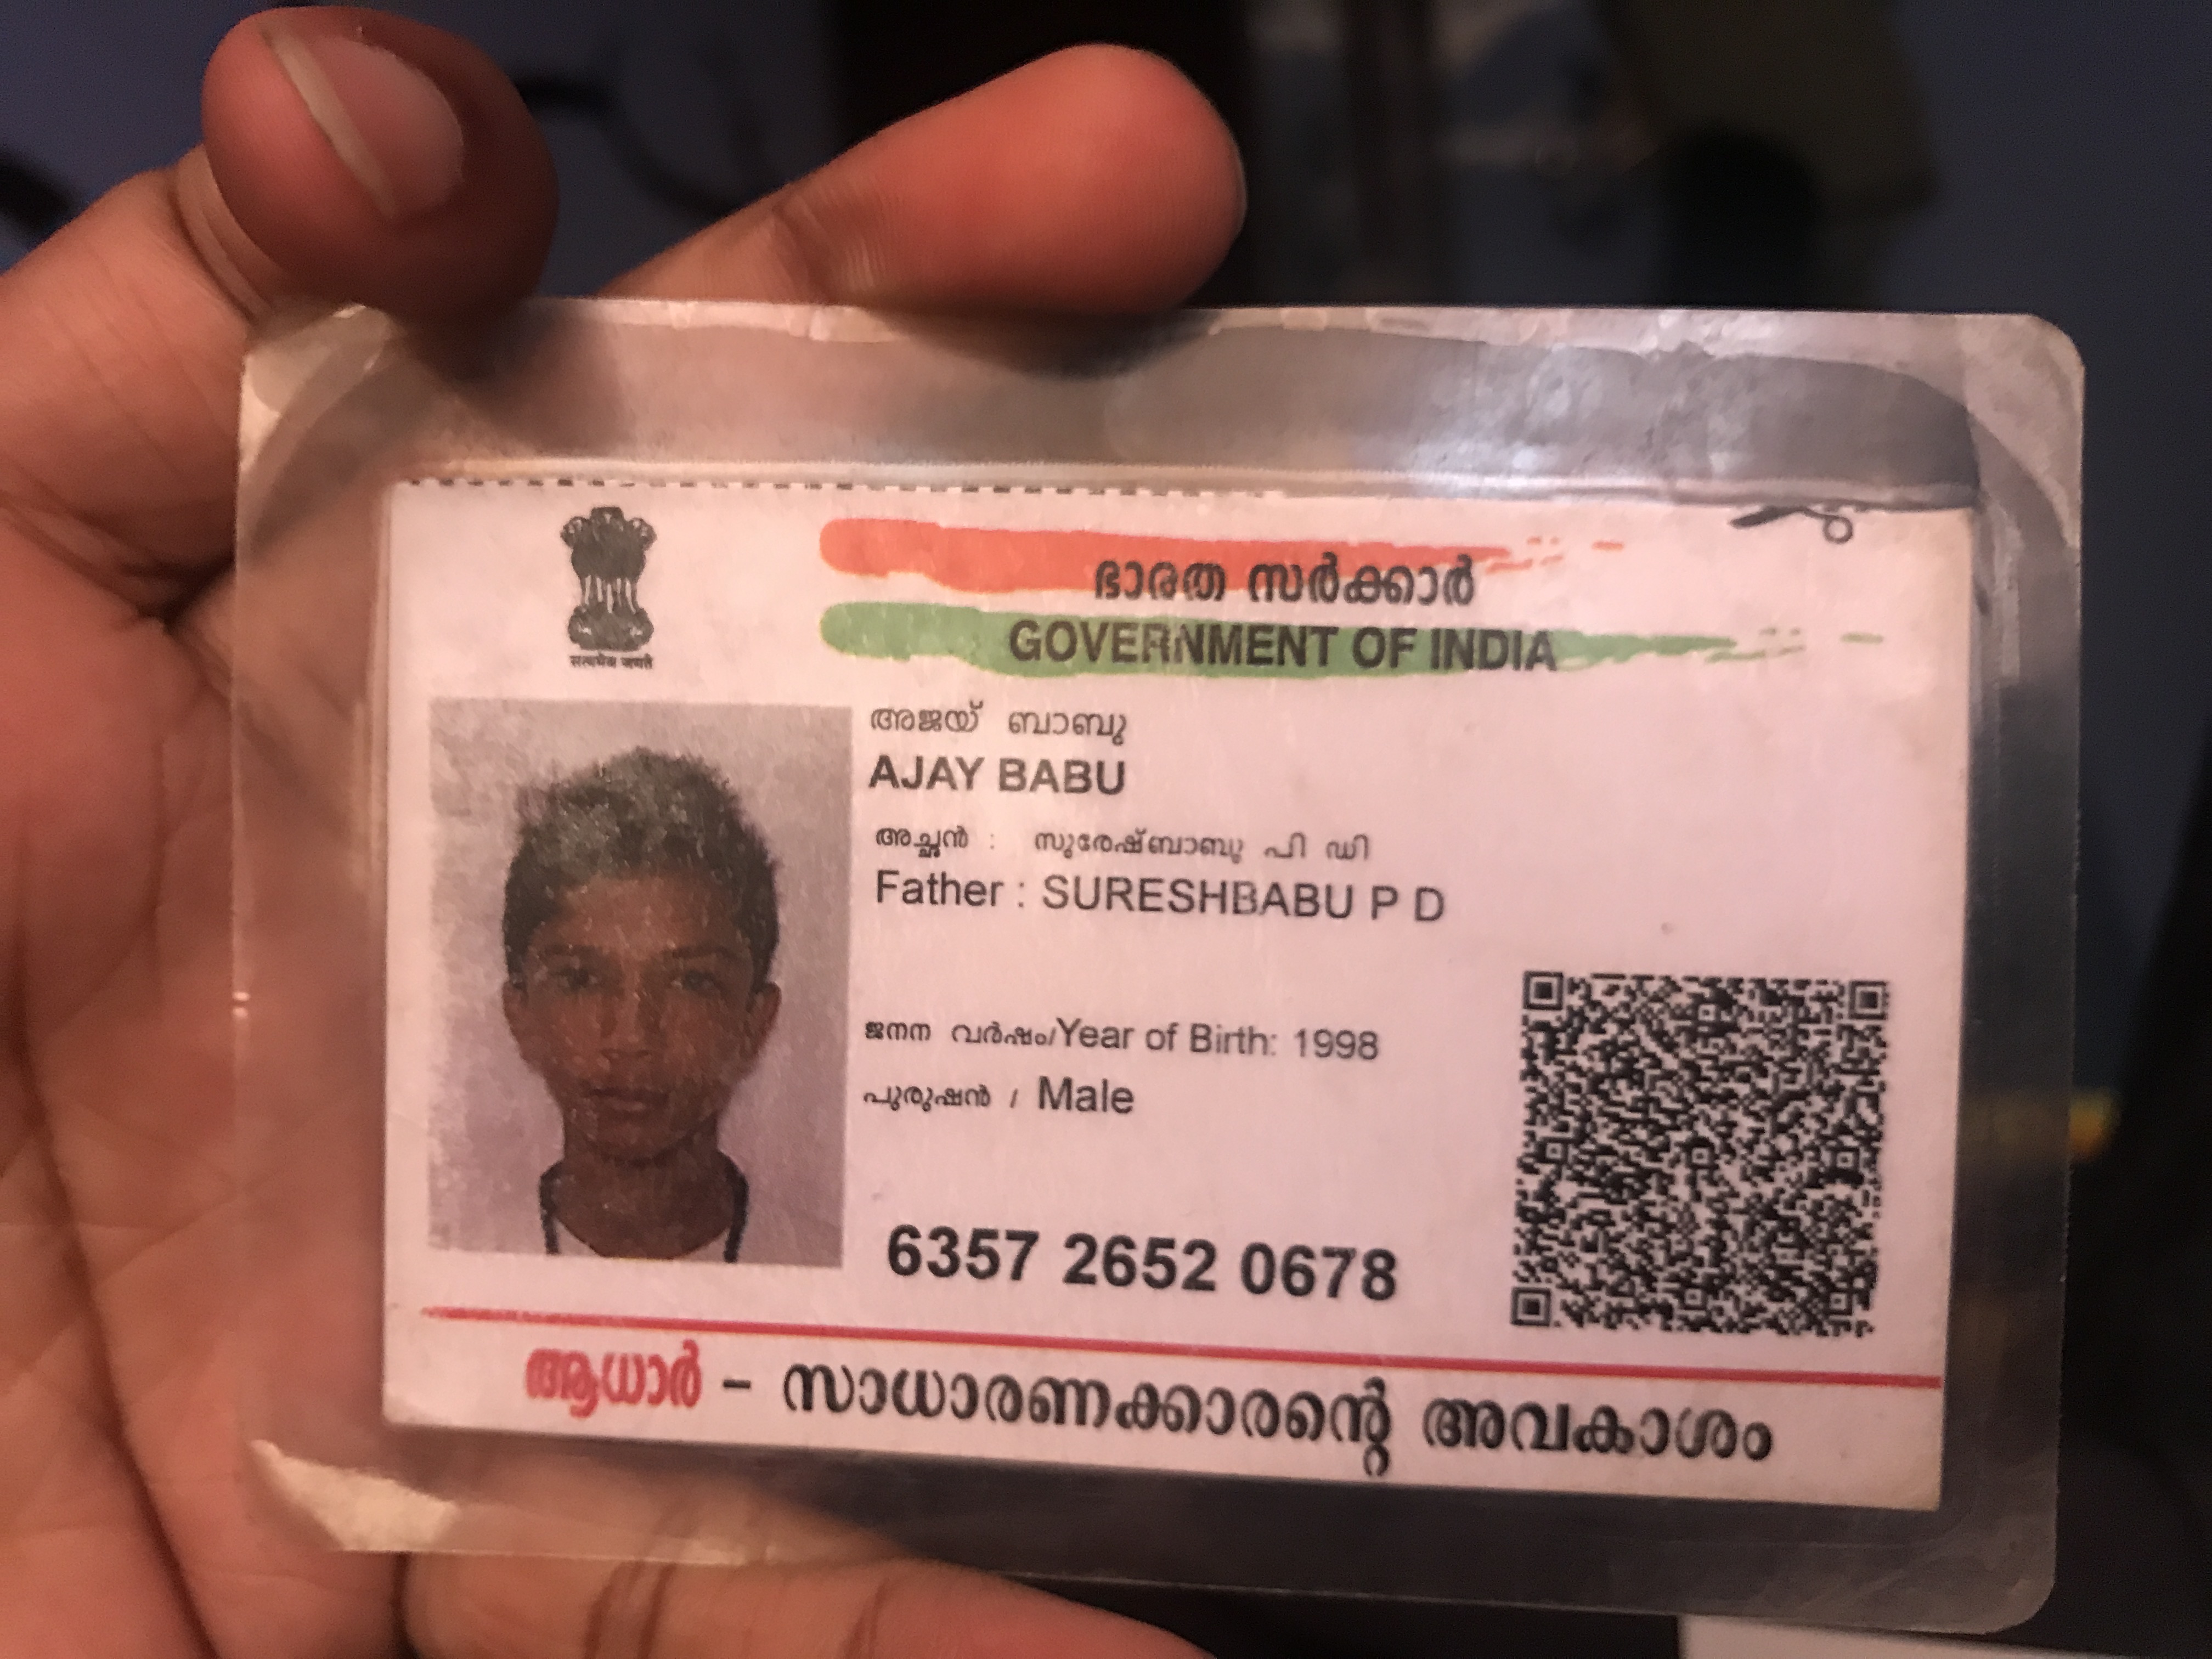 सत्यमेव जयते
ഭാരത സർക്കാർ
GOVERNMENT OF INDIA
അജയ് ബാബു
AJAY BABU
അച്ഛൻ : സുരേഷ്ബാബു പി ഡി
Father : SURESHBABU P D
ജനന വർഷം/Year of Birth: 1998
പുരുഷൻ / Male
6357 2652 0678
ആധാർ – സാധാരണക്കാരന്റെ അവകാശം